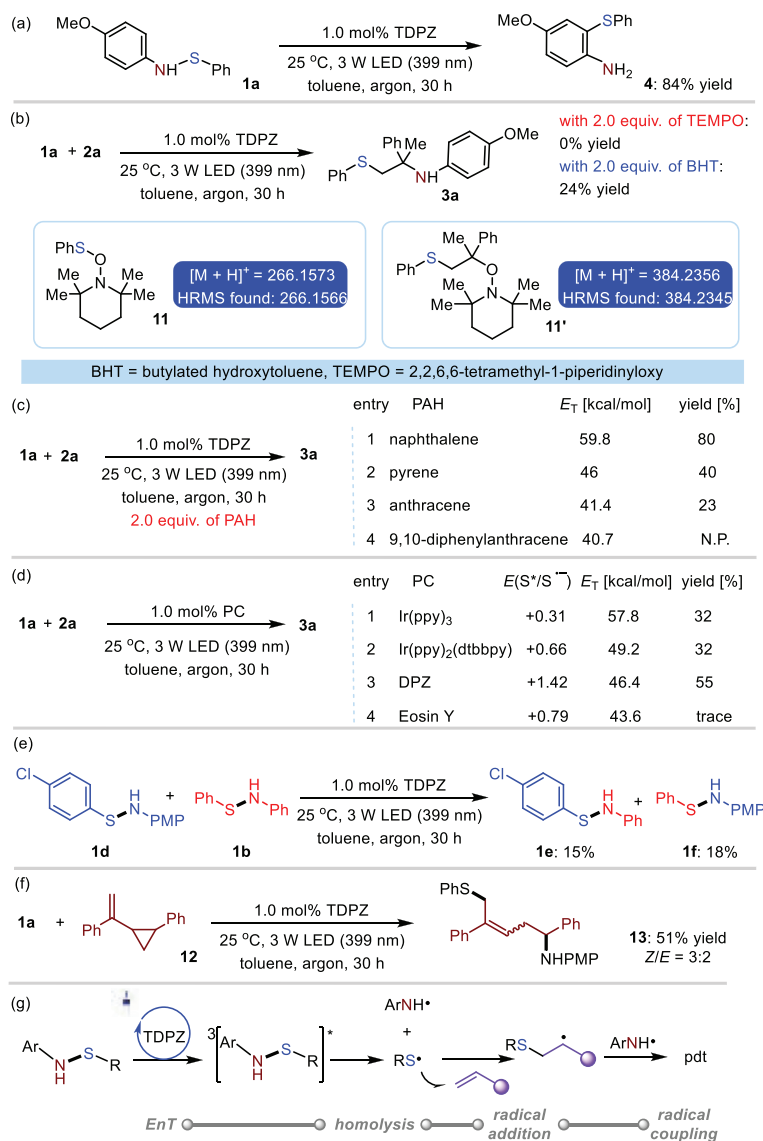 (a)
MeO
NH
S
Ph
1a
1.0 mol% TDPZ
25 °C, 3 W LED (399 nm)
toluene, argon, 30 h
MeO
SPh
NH2
4: 84% yield
(b)
1a + 2a
1.0 mol% TDPZ
25 °C, 3 W LED (399 nm)
toluene, argon, 30 h
Ph Me
S
Ph
NH
OMe
3a
with 2.0 equiv. of TEMPO:
0% yield
with 2.0 equiv. of BHT:
24% yield
PhS
O
Me N Me
Me Me
11
[M + H]+ = 266.1573
HRMS found: 266.1566
Me Ph
S
Ph O
Me N Me
Me Me
11'
[M + H]+ = 384.2356
HRMS found: 384.2345
BHT = butylated hydroxytoluene, TEMPO = 2,2,6,6-tetramethyl-1-piperidinyloxy
(c)
1a + 2a
1.0 mol% TDPZ
25 °C, 3 W LED (399 nm)
toluene, argon, 30 h
2.0 equiv. of PAH
3a
entry PAH ET [kcal/mol] yield [%]
1 naphthalene 59.8 80
2 pyrene 46 40
3 anthracene 41.4 23
4 9,10-diphenylanthracene 40.7 N.P.
(d)
1a + 2a
1.0 mol% PC
25 °C, 3 W LED (399 nm)
toluene, argon, 30 h
3a
entry PC E(S*/S•−) ET [kcal/mol] yield [%]
1 Ir(ppy)3 +0.31 57.8 32
2 Ir(ppy)2(dtbbpy) +0.66 49.2 32
3 DPZ +1.42 46.4 55
4 Eosin Y +0.79 43.6 trace
(e)
Cl
H
S N
PMP
1d
+
H
Ph N
S Ph
1b
1.0 mol% TDPZ
25 °C, 3 W LED (399 nm)
toluene, argon, 30 h
Cl
H
S N
Ph
1e: 15%
+
H
Ph N
S PMP
1f: 18%
(f)
1a +
Ph Ph
12
1.0 mol% TDPZ
25 °C, 3 W LED (399 nm)
toluene, argon, 30 h
PhS
Ph Ph
NHPMP
13: 51% yield
Z/E = 3:2
(g)
Ar S
N R
H
TDPZ
3[Ar S
N R
H]*
ArNH•
+
RS•
RS •
ArNH•
pdt
EnT homolysis radical addition radical coupling